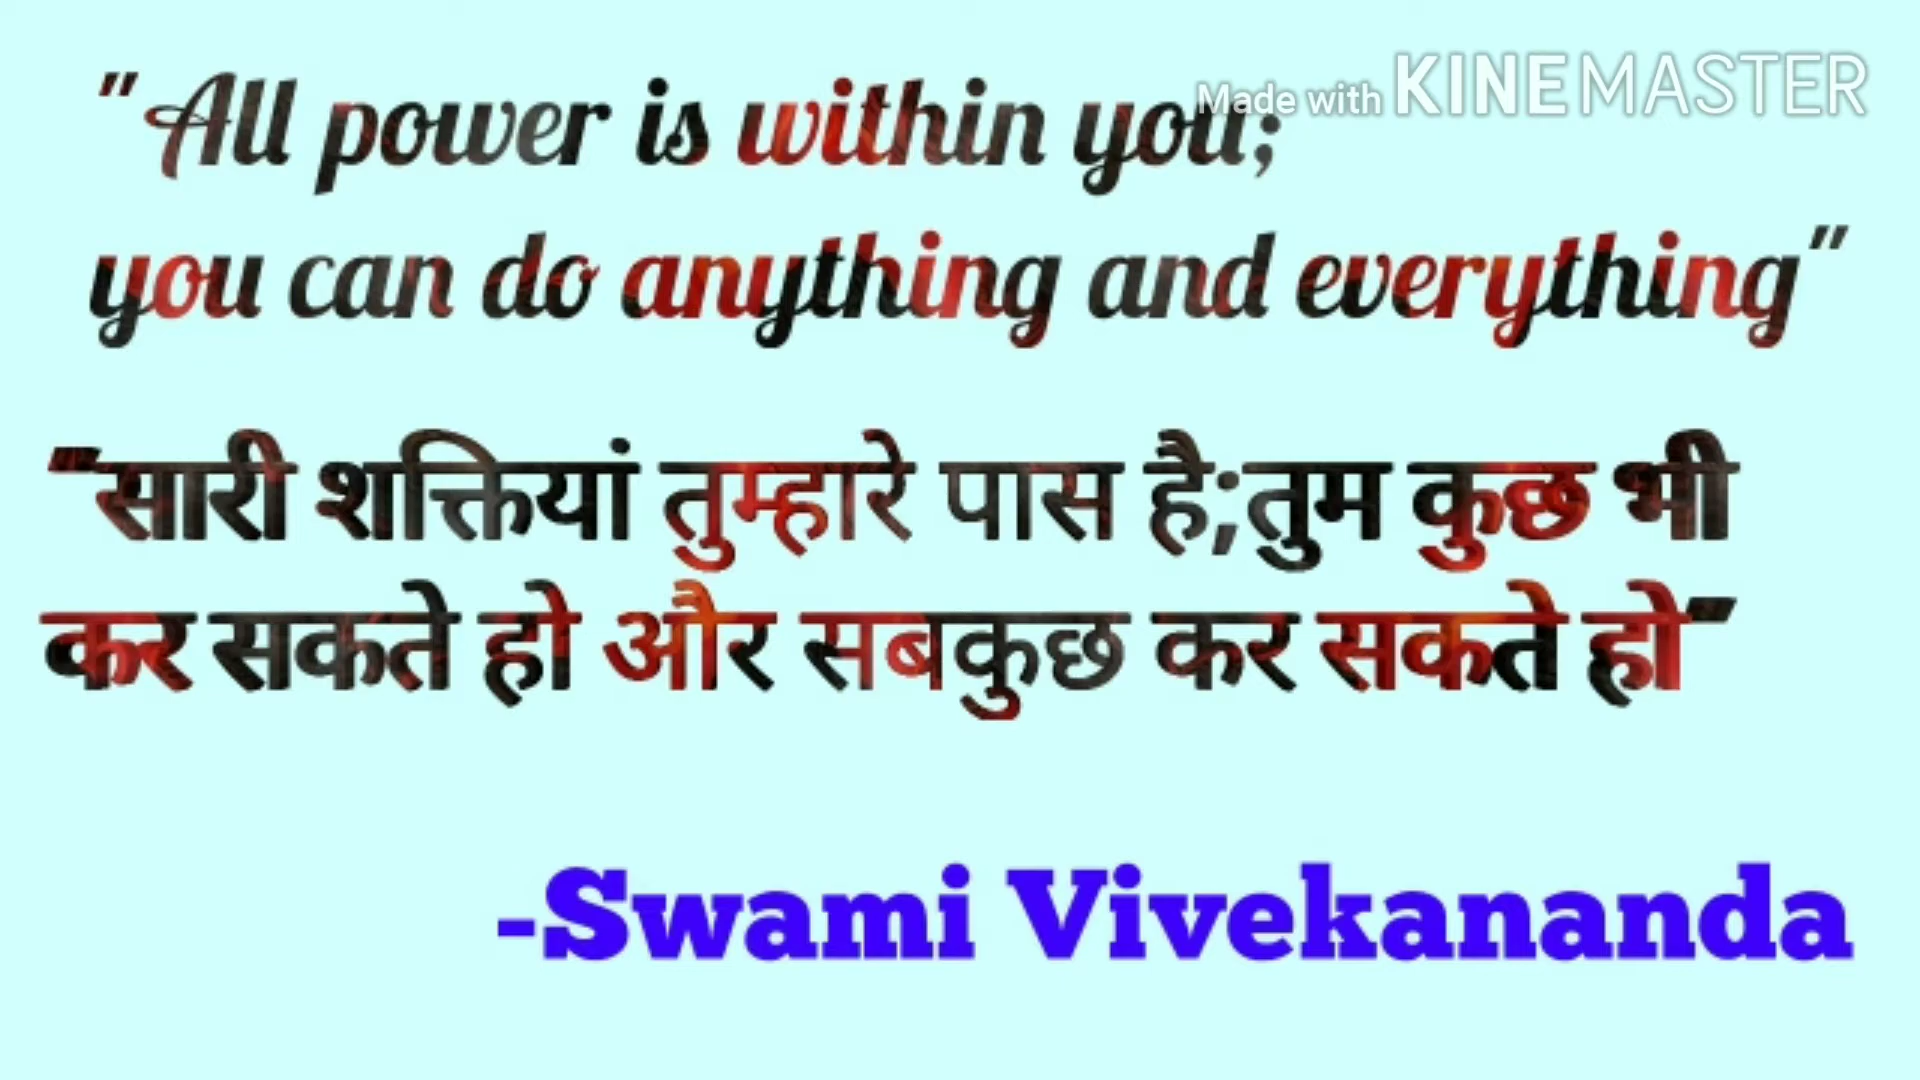 "All power is within you;
Made with KINEMASTER
you can do anything and everything"
"सारी शक्तियां तुम्हारे पास है;तुम कुछ भी
कर सकते हो और सबकुछ कर सकते हो"
-Swami Vivekananda